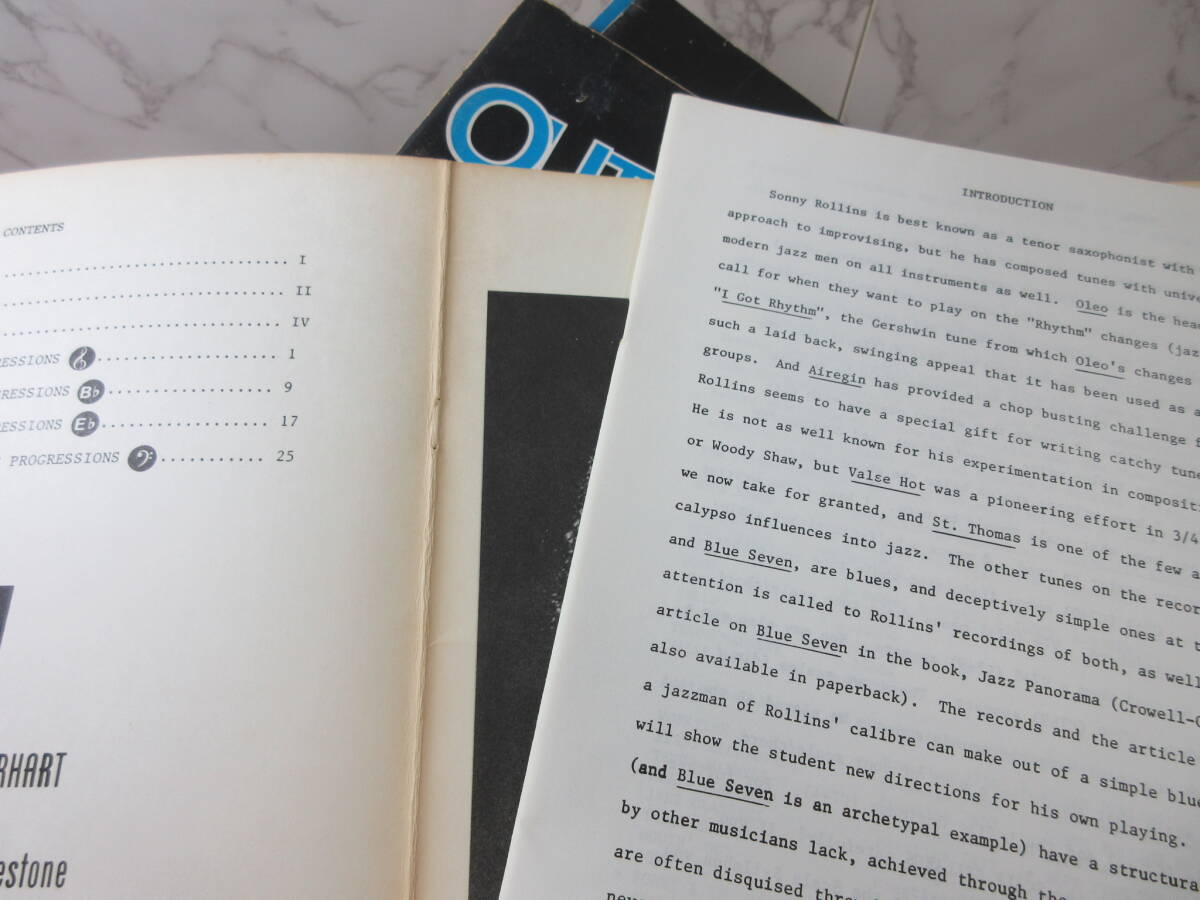 OUT
CONTENTS
I
II
IV
ESSIONS 1
RESSIONS B♭ 9
ESSIONS E♭ 17
PROGRESSIONS 25
RHART
estone
INTRODUCTION
Sonny Rollins is best known as a tenor saxophonist with
approach to improvising, but he has composed tunes with unive
modern jazz men on all instruments as well. Oleo is the head
call for when they want to play on the "Rhythm" changes (jaz
"I Got Rhythm", the Gershwin tune from which Oleo's changes
such a laid back, swinging appeal that it has been used as a
groups. And Airegin has provided a chop busting challenge f
Rollins seems to have a special gift for writing catchy tune
He is not as well known for his experimentation in compositi
or Woody Shaw, but Valse Hot was a pioneering effort in 3/4
we now take for granted, and St. Thomas is one of the few a
calypso influences into jazz. The other tunes on the recor
and Blue Seven, are blues, and deceptively simple ones at t
attention is called to Rollins' recordings of both, as well
article on Blue Seven in the book, Jazz Panorama (Crowell-C
also available in paperback). The records and the article
a jazzman of Rollins' calibre can make out of a simple blue
will show the student new directions for his own playing.
(and Blue Seven is an archetypal example) have a structura
by other musicians lack, achieved through the
are often disquised thro